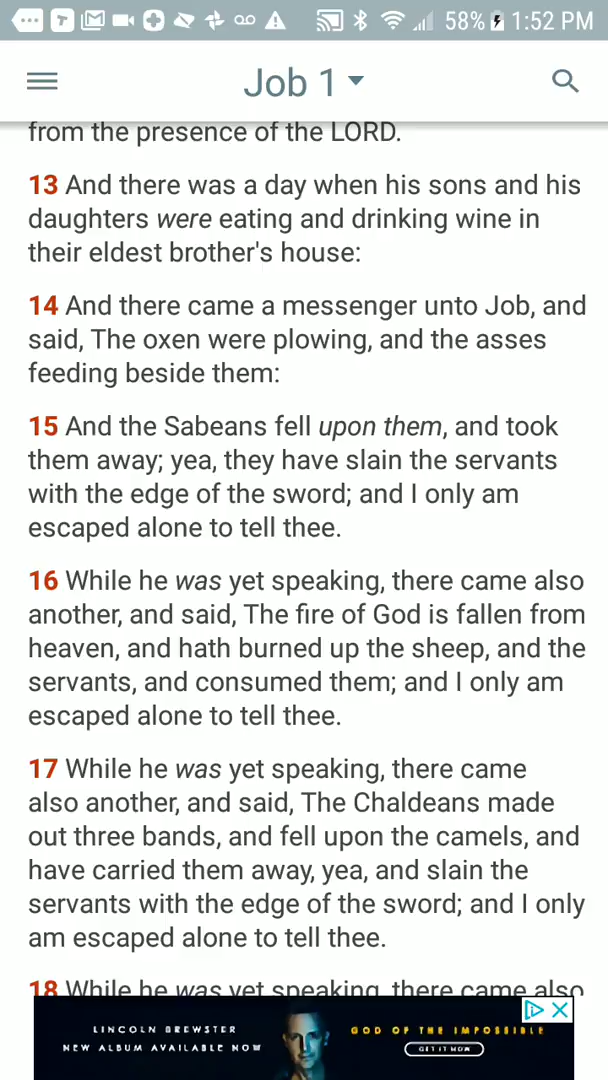 58% 1:52 PM
Job 1
from the presence of the LORD.
13 And there was a day when his sons and his
daughters were eating and drinking wine in
their eldest brother's house:
14 And there came a messenger unto Job, and
said, The oxen were plowing, and the asses
feeding beside them:
15 And the Sabeans fell upon them, and took
them away; yea, they have slain the servants
with the edge of the sword; and I only am
escaped alone to tell thee.
16 While he was yet speaking, there came also
another, and said, The fire of God is fallen from
heaven, and hath burned up the sheep, and the
servants, and consumed them; and I only am
escaped alone to tell thee.
17 While he was yet speaking, there came
also another, and said, The Chaldeans made
out three bands, and fell upon the camels, and
have carried them away, yea, and slain the
servants with the edge of the sword; and I only
am escaped alone to tell thee.
18 While he was yet speaking, there came also
LINCOLN BREWSTER
NEW ALBUM AVAILABLE NOW
GOD OF THE IMPOSSIBLE
GET IT NOW